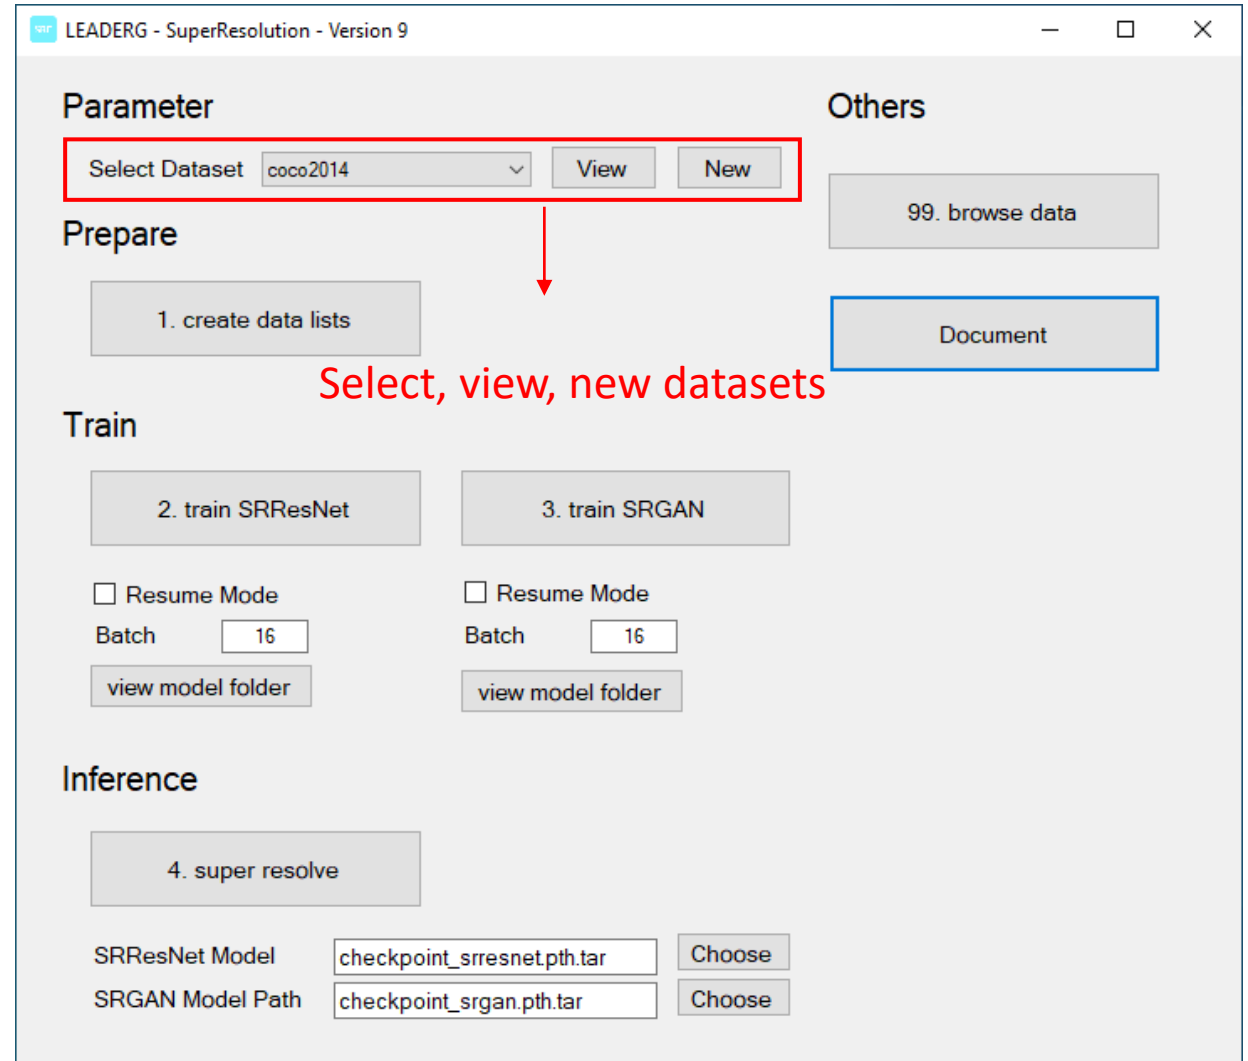 LEADERG - SuperResolution - Version 9
Parameter
Others
Select Dataset coco2014 View New
99. browse data
Prepare
1. create data lists
Document
Select, view, new datasets
Train
2. train SRResNet 3. train SRGAN
Resume Mode Resume Mode
Batch 16 Batch 16
view model folder view model folder
Inference
4. super resolve
SRResNet Model checkpoint_srresnet.pth.tar Choose
SRGAN Model Path checkpoint_srgan.pth.tar Choose